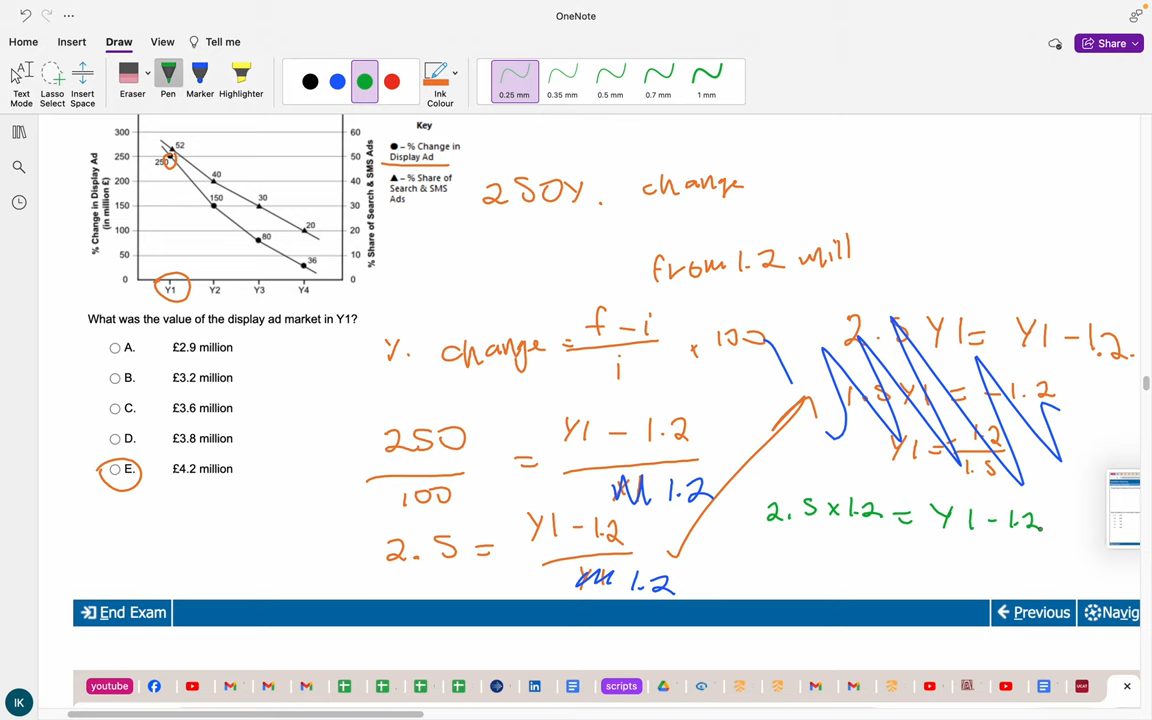 OneNote
Home Insert Draw View Tell me
Share
Text Mode
Lasso Select
Insert Space
Eraser
Pen
Marker
Highlighter
Ink Colour
0.25 mm
0.35 mm
0.5 mm
0.7 mm
1 mm
% Change in Display Ad (in million £)
300
250
200
150
100
50
0
250
52
40
150
30
80
20
36
60
50
40
30
20
10
0
Y1 Y2 Y3 Y4
% Share of Search & SMS Ads
Key
– % Change in Display Ad
– % Share of Search & SMS Ads
250%. change
from 1.2 mill
What was the value of the display ad market in Y1?
A. £2.9 million
B. £3.2 million
C. £3.6 million
D. £3.8 million
E. £4.2 million
%. change = f - i / i × 100
250 / 100 = Y1 - 1.2 / 1.2
2.5 = Y1 - 1.2 / 1.2
2.5 Y1 = Y1 - 1.2.
1.5 Y1 = -1.2
Y1 = -1.2 / 1.5
2.5 x 1.2 = Y1 - 1.2
End Exam
Previous
Navig
IK
youtube
scripts
UCAT